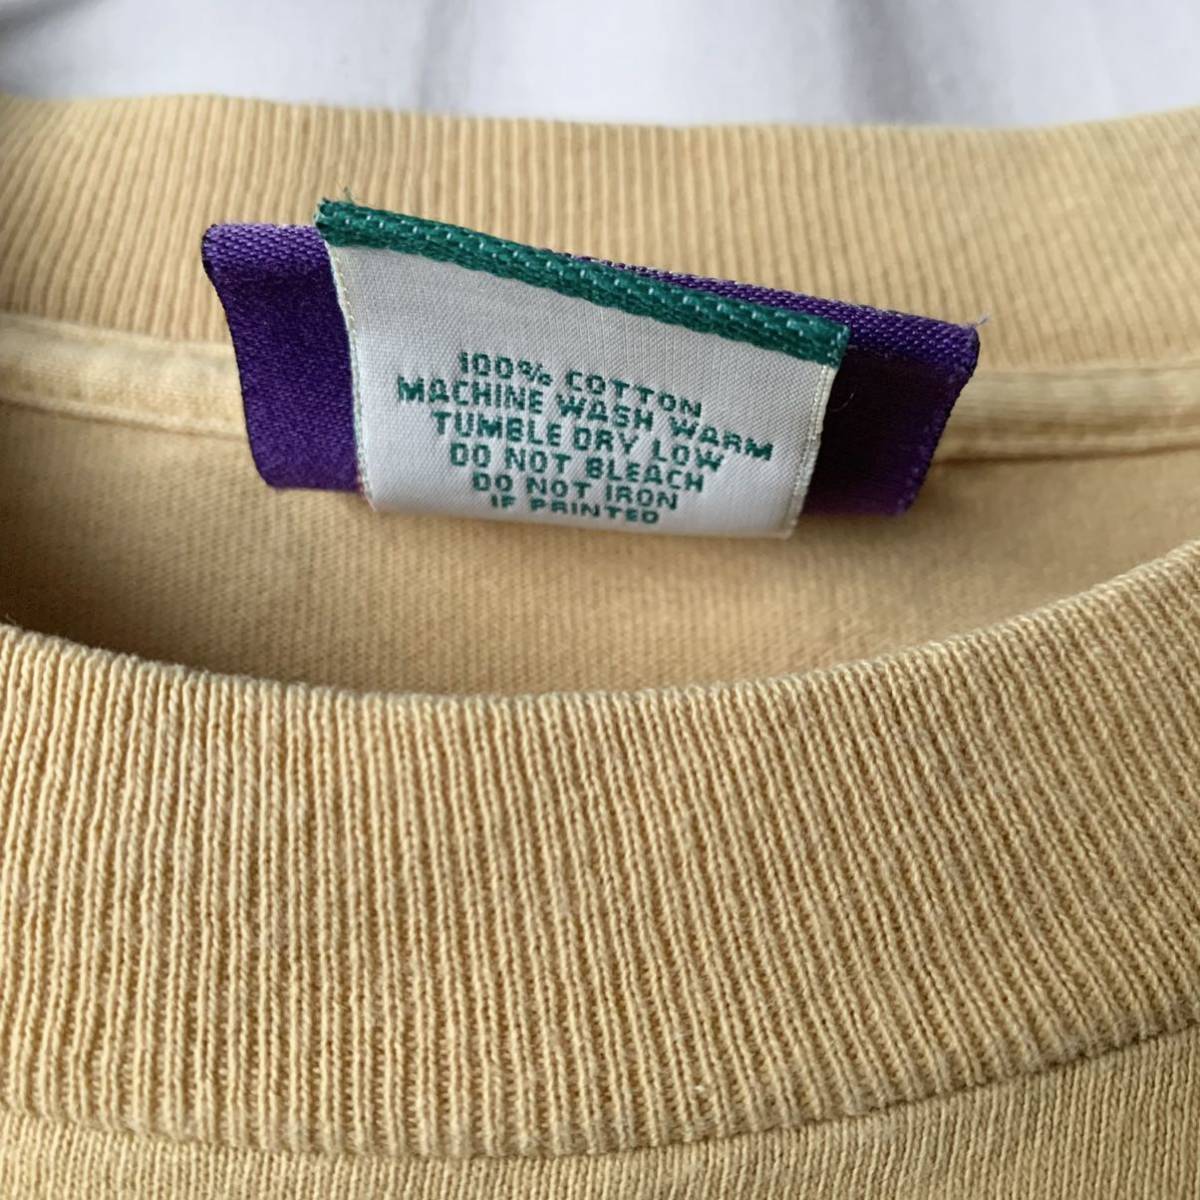 100% COTTON
MACHINE WASH WARM
TUMBLE DRY LOW
DO NOT BLEACH
DO NOT IRON
IF PRINTED